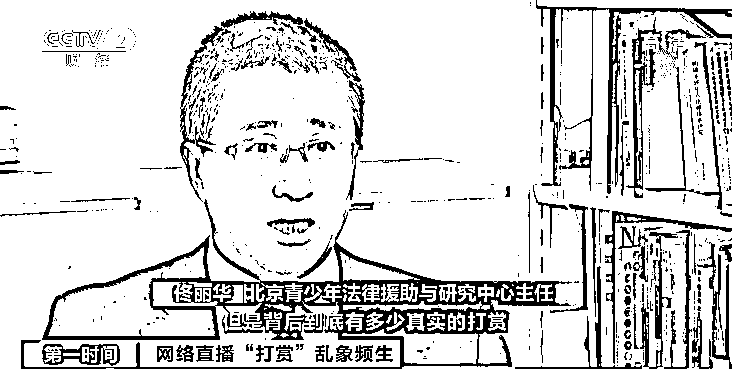 CCTV 2
财经
高清
佟丽华 北京青少年法律援助与研究中心主任
但是背后到底有多少真实的打赏
第一时间 网络直播“打赏”乱象频生
N